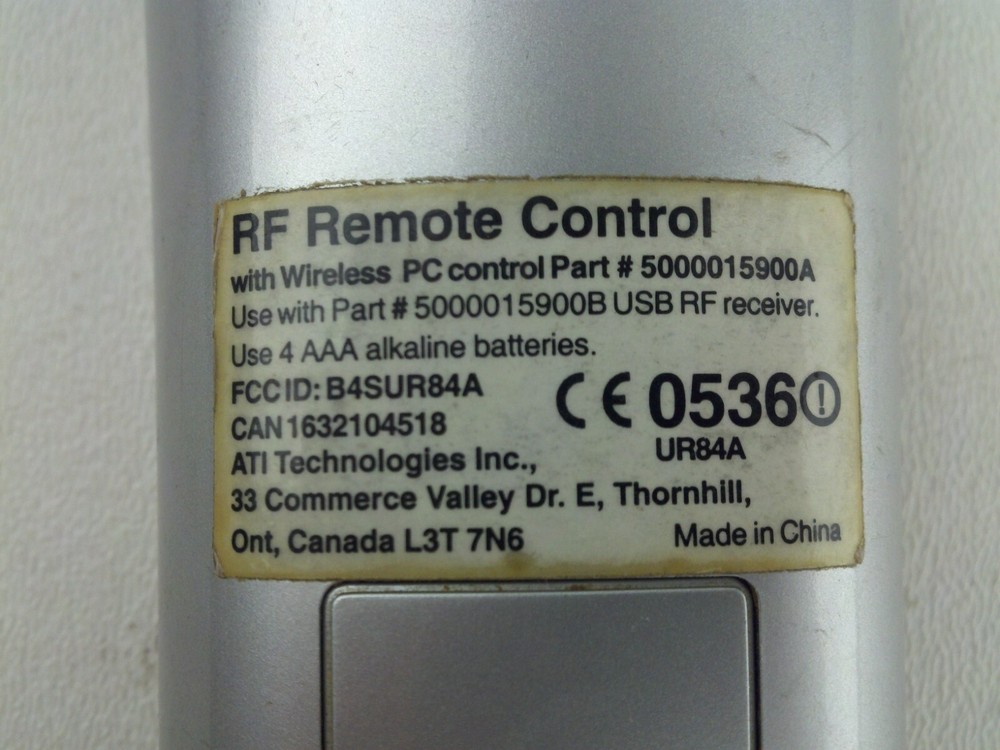 RF Remote Control
with Wireless PC control Part # 5000015900A
Use with Part # 5000015900B USB RF receiver.
Use 4 AAA alkaline batteries.
FCC ID: B4SUR84A
CE 0536
CAN 1632104518
UR84A
ATI Technologies Inc.,
33 Commerce Valley Dr. E, Thornhill,
Ont, Canada L3T 7N6
Made in China